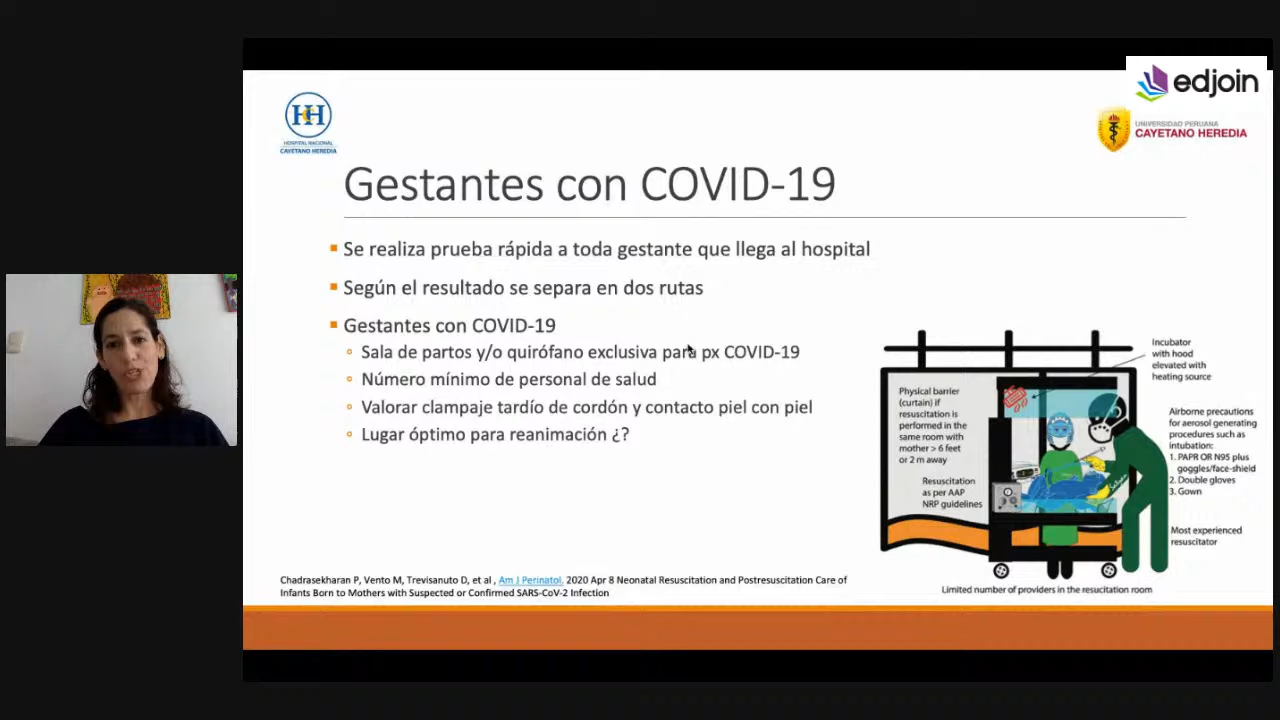 edjoin
HH
HOSPITAL NACIONAL
CAYETANO HEREDIA
UNIVERSIDAD PERUANA
CAYETANO HEREDIA
Gestantes con COVID-19
Se realiza prueba rápida a toda gestante que llega al hospital
Según el resultado se separa en dos rutas
Gestantes con COVID-19
Sala de partos y/o quirófano exclusiva para px COVID-19
Número mínimo de personal de salud
Valorar clampaje tardío de cordón y contacto piel con piel
Lugar óptimo para reanimación ¿?
Incubator
with hood
elevated with
heating source
Physical barrier
(curtain) if
resuscitation is
performed in the
same room with
mother > 6 feet
or 2 m away
Resuscitation
as per AAP
NRP guidelines
Airborne precautions
for aerosol generating
procedures such as
intubation:
1. PAPR OR N95 plus
goggles/face-shield
2. Double gloves
3. Gown
Most experienced
resuscitator
Limited number of providers in the resucitation room
Chadrasekharan P, Vento M, Trevisanuto D, et al , Am J Perinatol. 2020 Apr 8 Neonatal Resuscitation and Postresuscitation Care of
Infants Born to Mothers with Suspected or Confirmed SARS-CoV-2 Infection